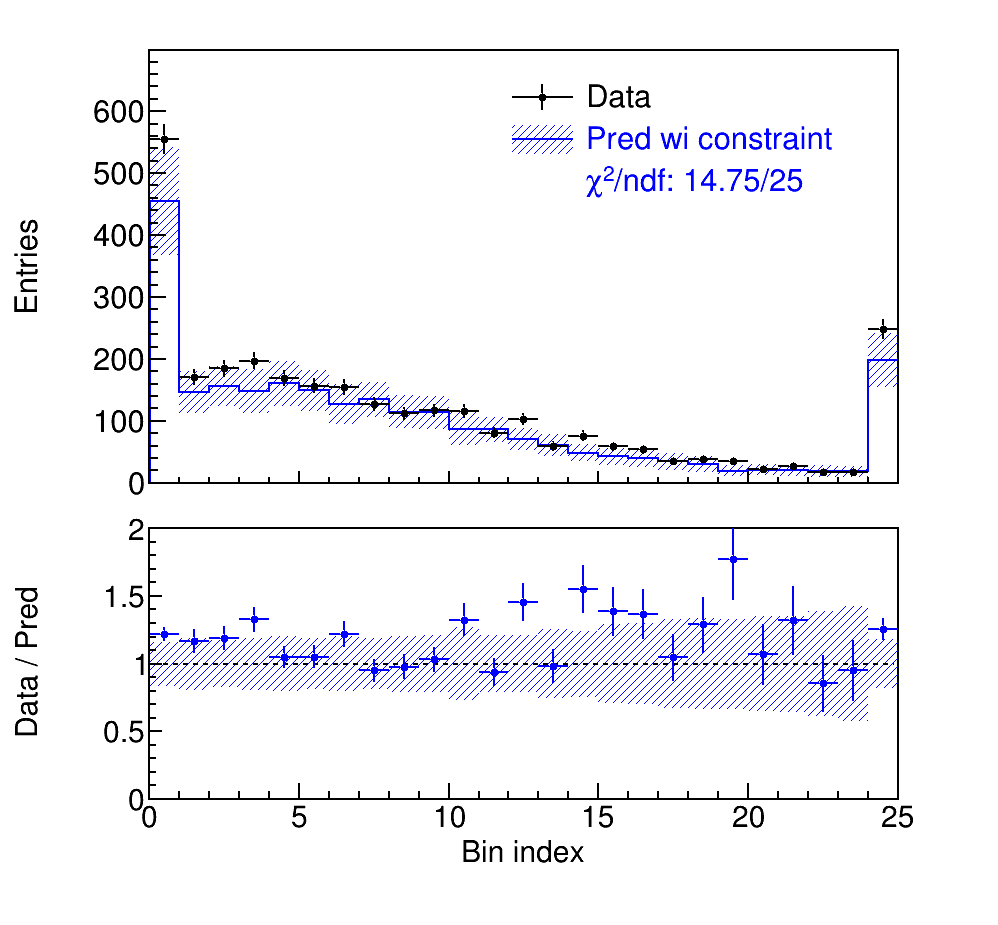 600
500
400
300
200
100
0
Entries
Data
Pred wi constraint
χ²/ndf: 14.75/25
2
1.5
1
0.5
0
Data / Pred
0 5 10 15 20 25
Bin index